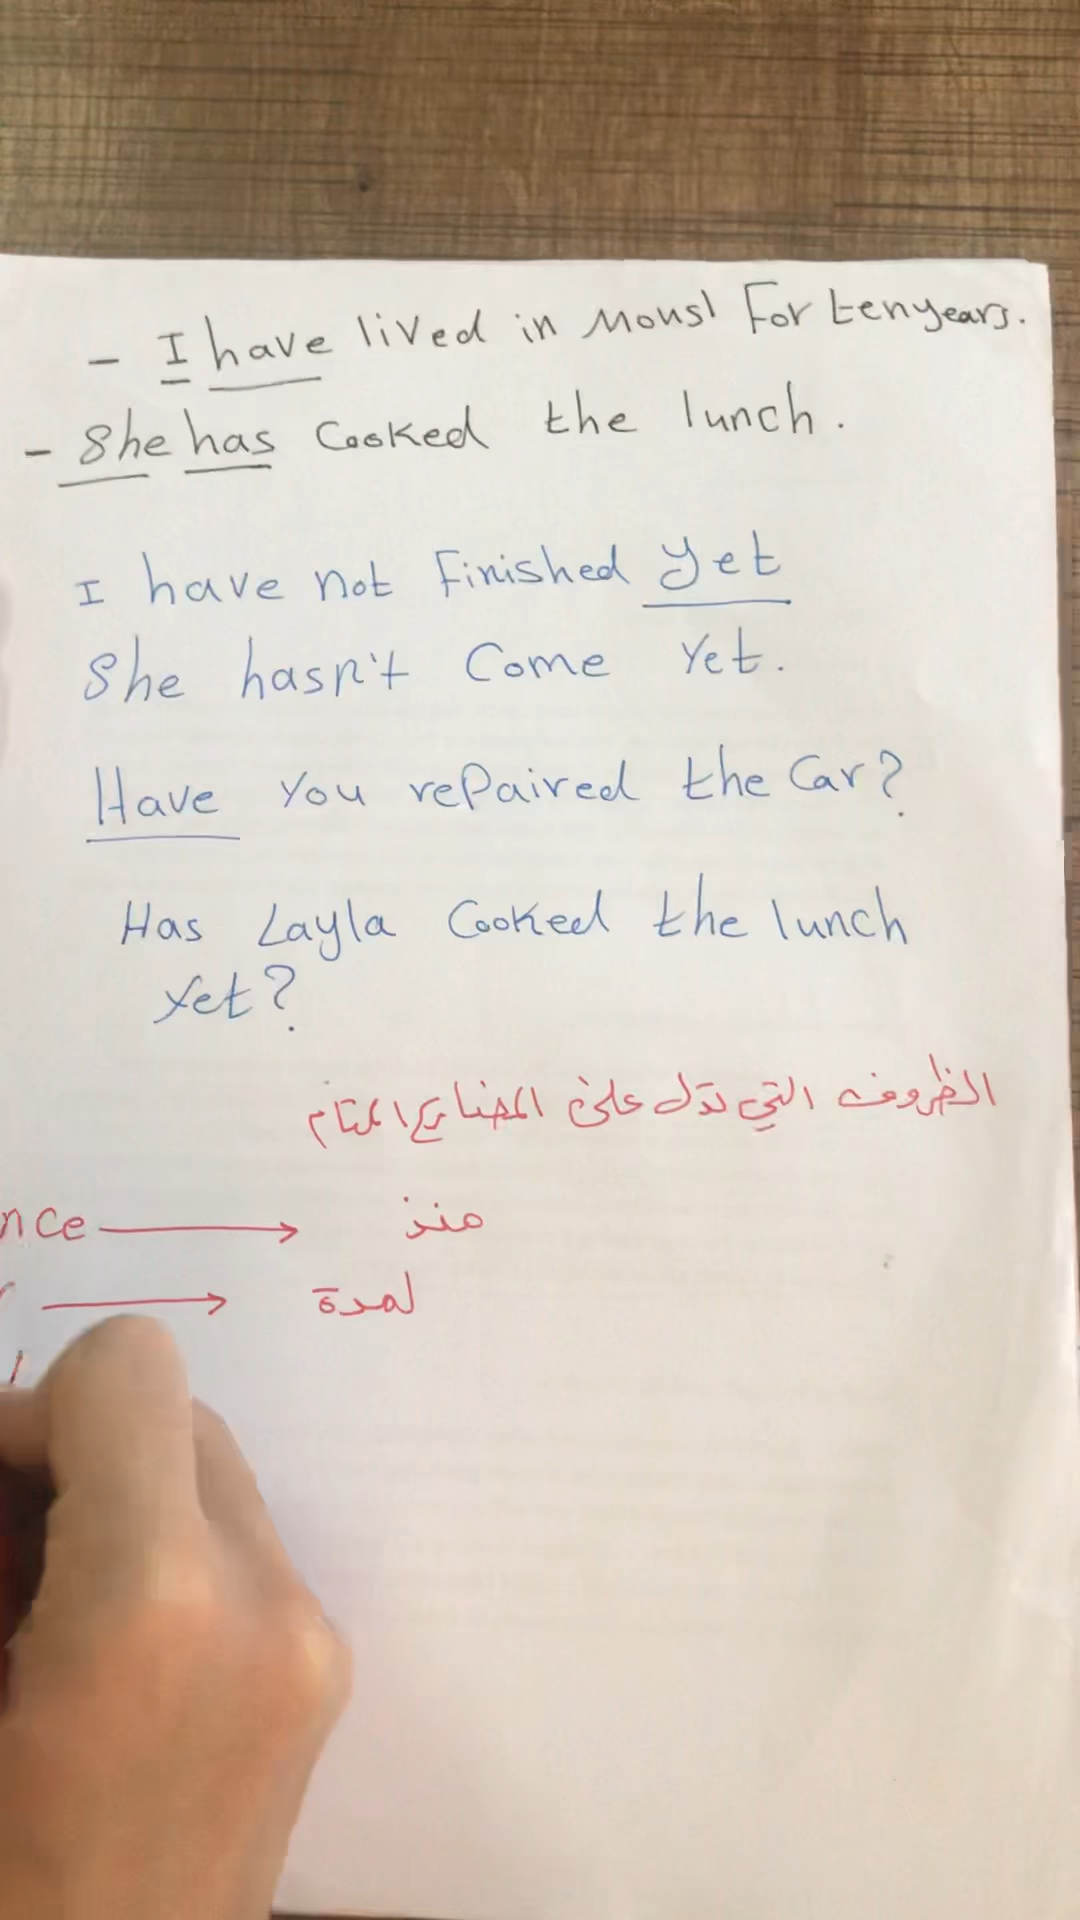 - I have lived in Mousl For ten years.
- She has Cooked the lunch.
I have not Finished yet
She hasn't Come Yet.
Have You rePaired the Car?
Has Layla Cooked the lunch
Yet?
الظروف التي تدل على المضارع التام
nce → منذ
→ لمدة